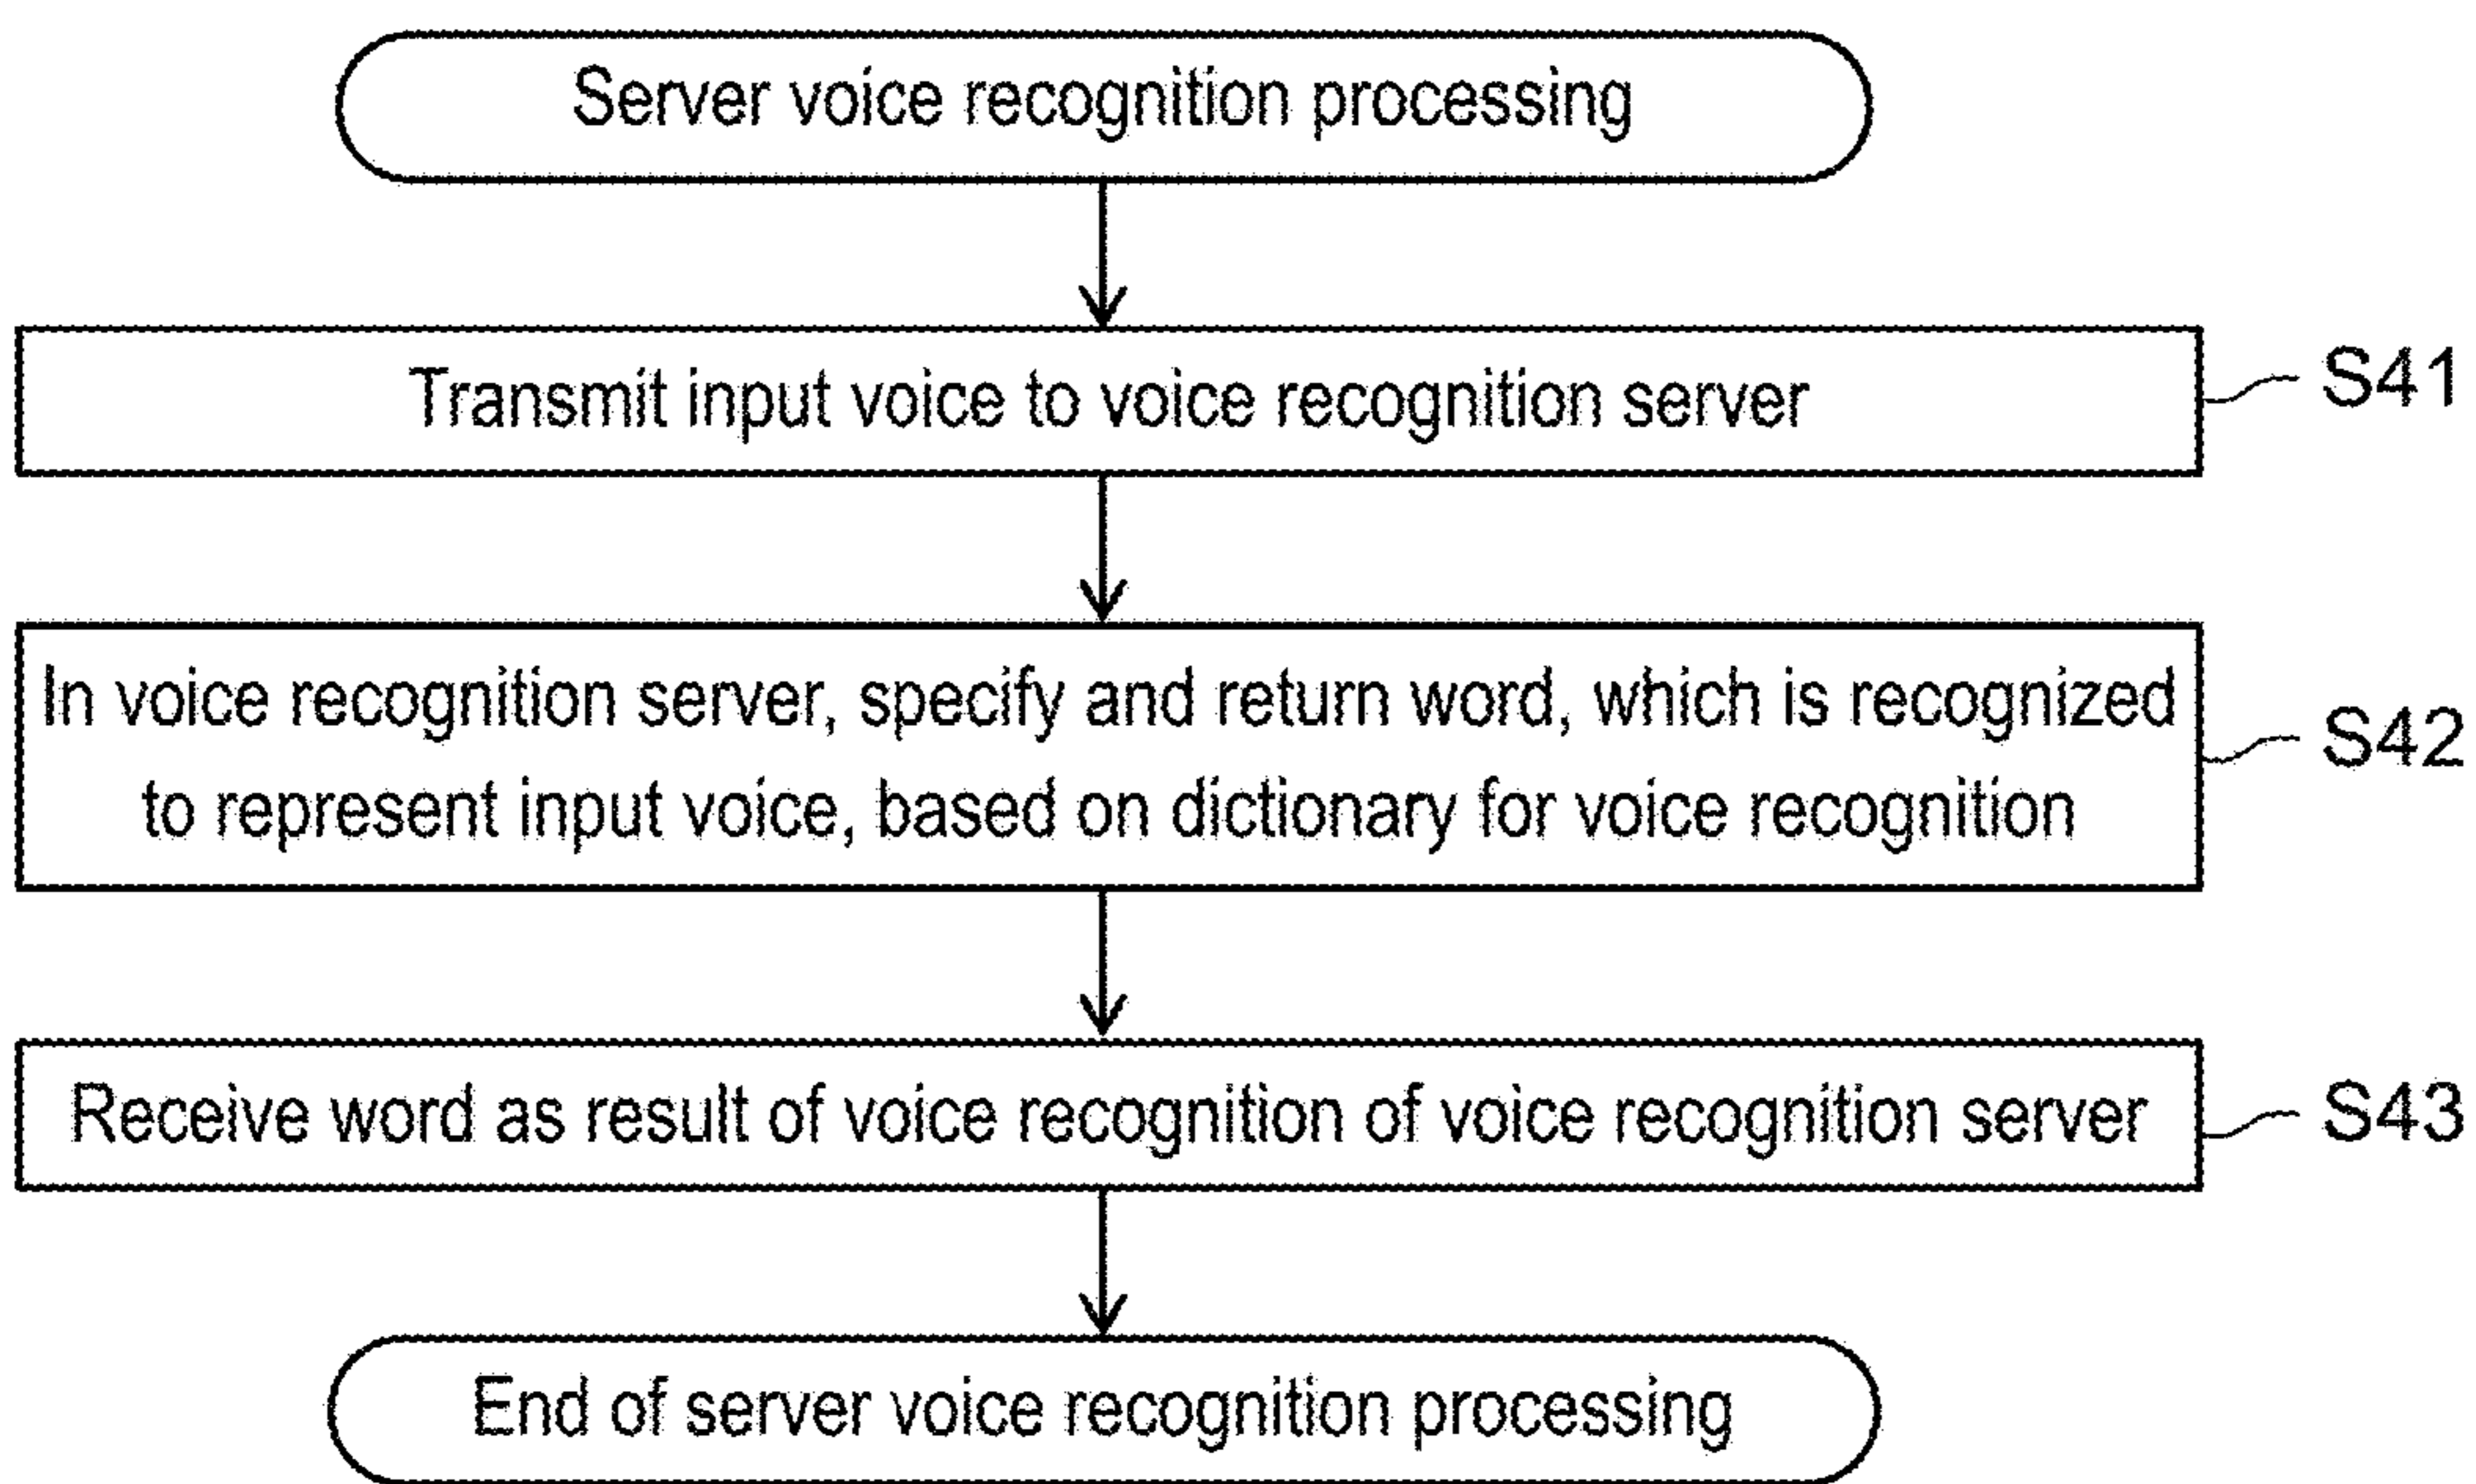 Server voice recognition processing
Transmit input voice to voice recognition server
S41
In voice recognition server, specify and return word, which is recognized
to represent input voice, based on dictionary for voice recognition
S42
Receive word as result of voice recognition of voice recognition server
S43
End of server voice recognition processing